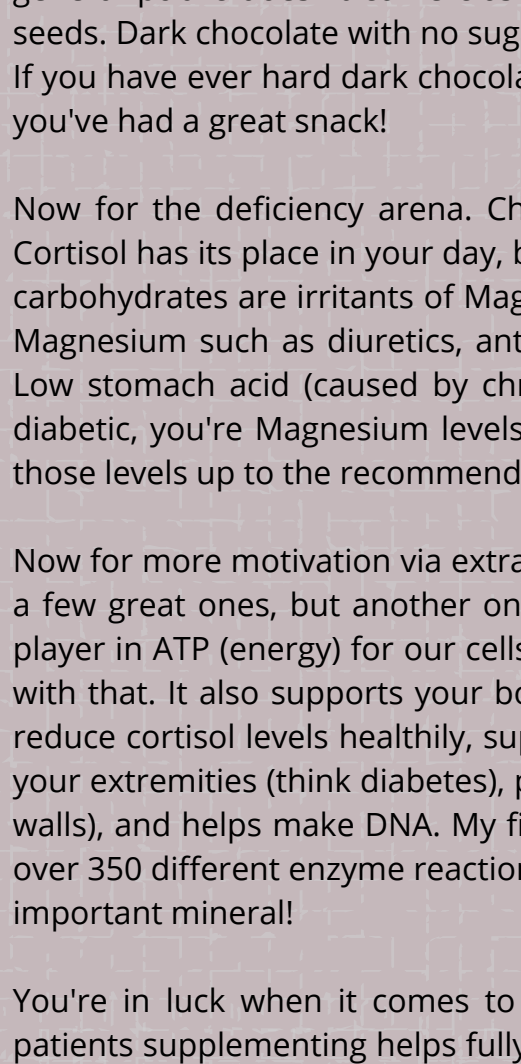 seeds. Dark chocolate with no sug
If you have ever hard dark chocola
you've had a great snack!
Now for the deficiency arena. Ch
Cortisol has its place in your day, b
carbohydrates are irritants of Mag
Magnesium such as diuretics, ant
Low stomach acid (caused by chr
diabetic, you're Magnesium levels
those levels up to the recommend
Now for more motivation via extra
a few great ones, but another on
player in ATP (energy) for our cells
with that. It also supports your bo
reduce cortisol levels healthily, sup
your extremities (think diabetes), p
walls), and helps make DNA. My fi
over 350 different enzyme reaction
important mineral!
You're in luck when it comes to
patients supplementing helps fully